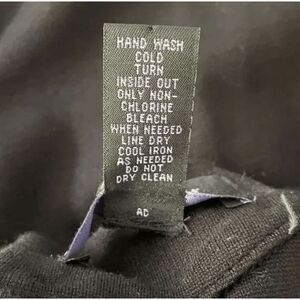 HAND WASH
COLD
TURN
INSIDE OUT
ONLY NON-
CHLORINE
BLEACH
WHEN NEEDED
LINE DRY
COOL IRON
AS NEEDED
DO NOT
DRY CLEAN
AC